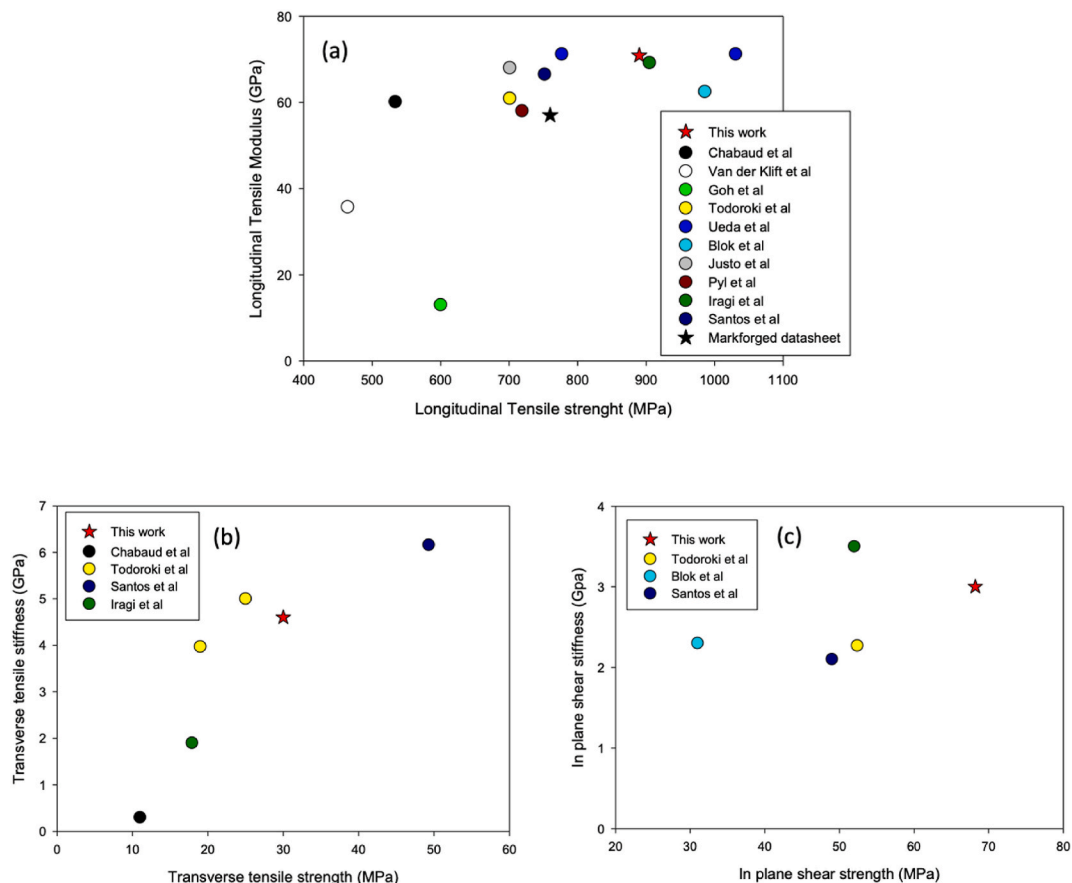 (a)
Longitudinal Tensile Modulus (GPa)
80
60
40
20
0
400 500 600 700 800 900 1000 1100
Longitudinal Tensile strenght (MPa)
This work
Chabaud et al
Van der Klift et al
Goh et al
Todoroki et al
Ueda et al
Blok et al
Justo et al
Pyl et al
Iragi et al
Santos et al
Markforged datasheet
(b)
Transverse tensile stiffness (GPa)
7
6
5
4
3
2
1
0
0 10 20 30 40 50 60
Transverse tensile strength (MPa)
This work
Chabaud et al
Todoroki et al
Santos et al
Iragi et al
(c)
In plane shear stiffness (Gpa)
4
3
2
1
0
20 30 40 50 60 70 80
In plane shear strength (MPa)
This work
Todoroki et al
Blok et al
Santos et al